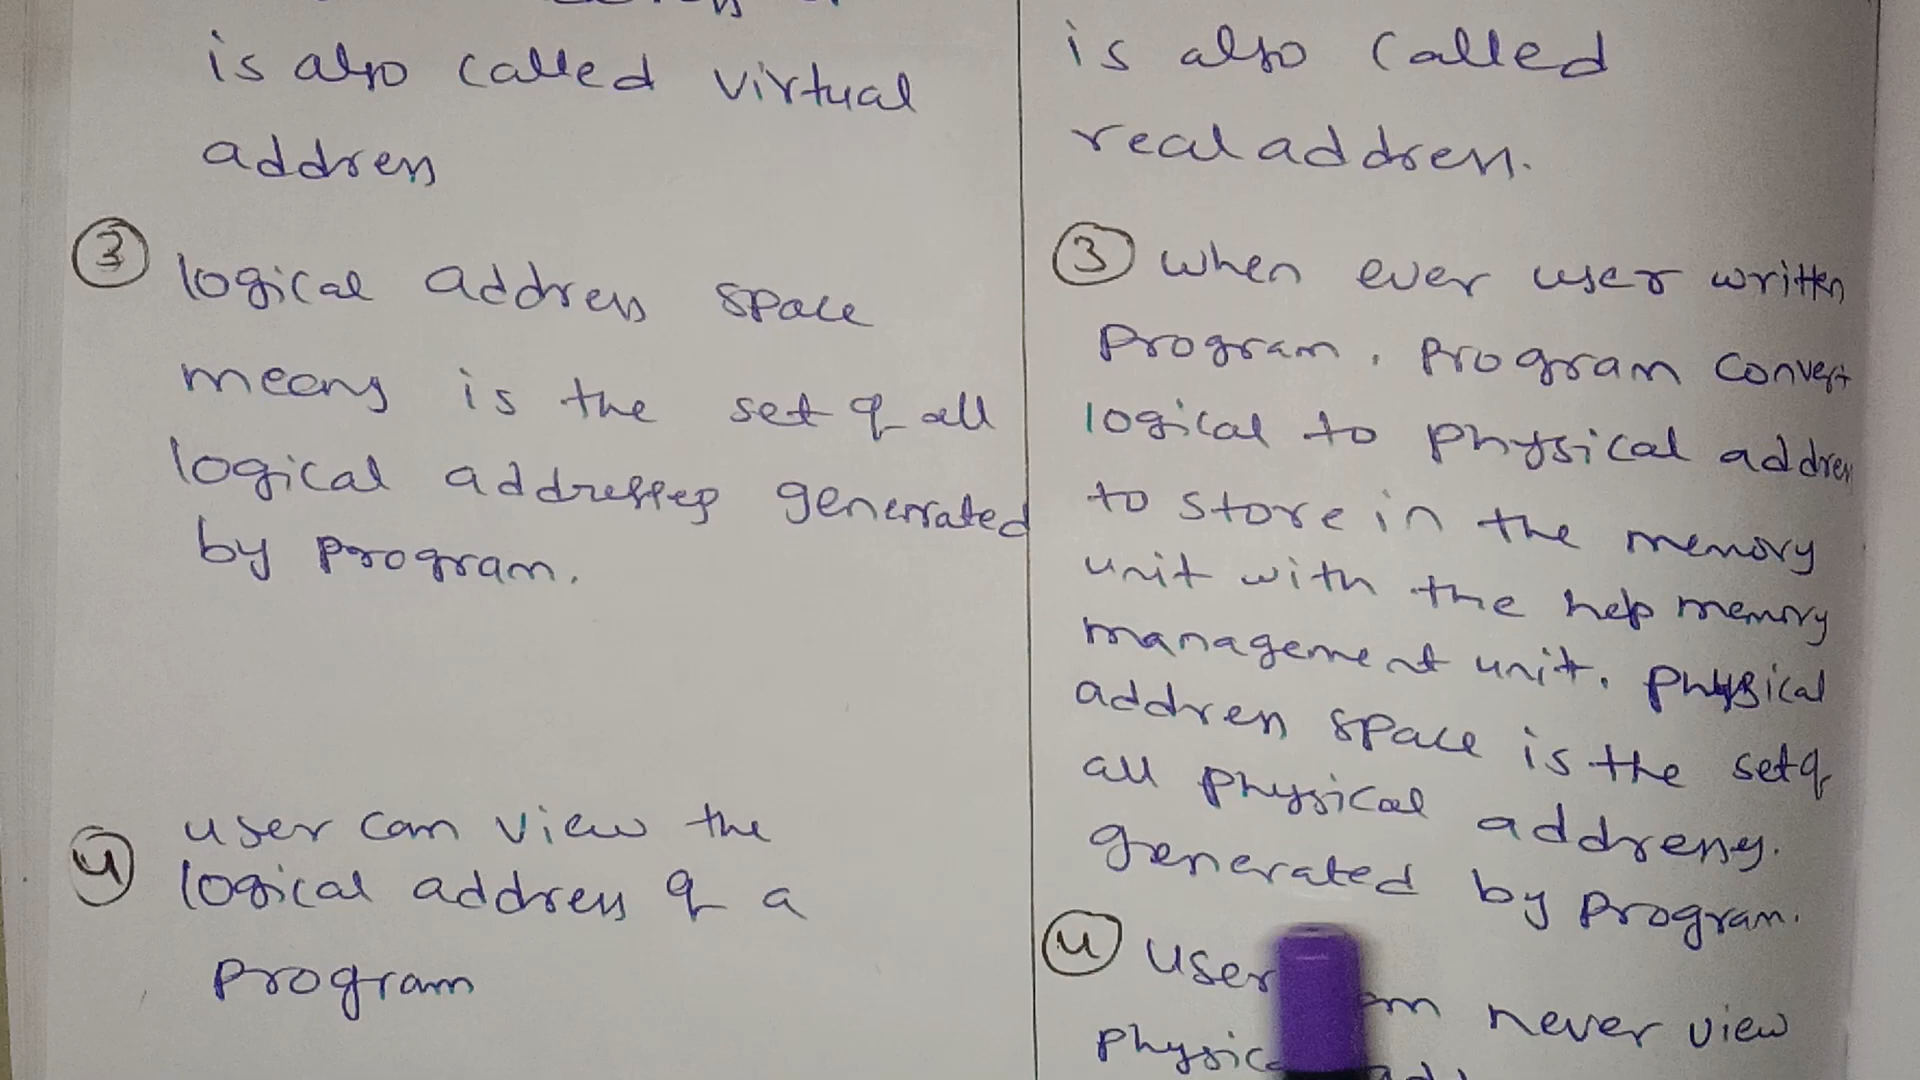 is also called virtual
address
③ logical address space
means is the set of all
logical addresses generated
by program.
④ user can view the
logical address of a
program
is also called
real address.
③ when ever user written
program. program convert
logical to physical address
to store in the memory
unit with the help memory
management unit. physical
address space is the set of
all physical address.
generated by program.
④ user never view